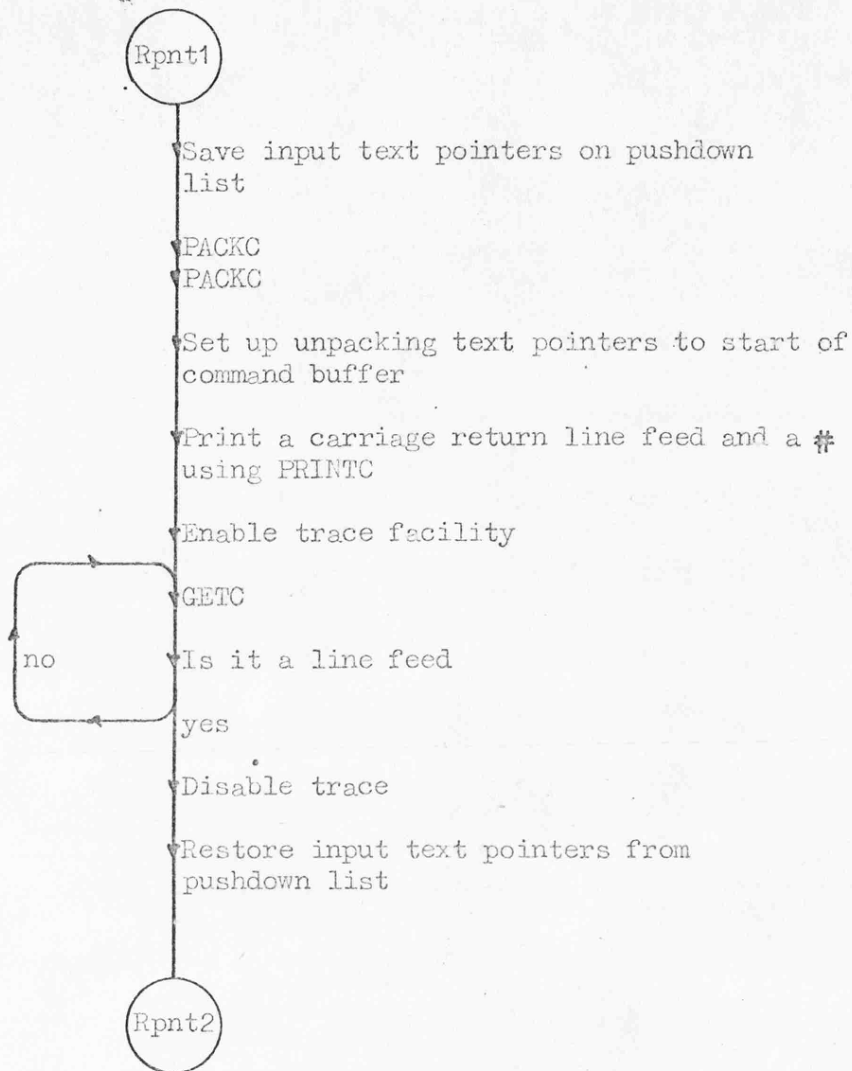 Rpnt1
Save input text pointers on pushdown
list
PACKC
PACKC
Set up unpacking text pointers to start of
command buffer
Print a carriage return line feed and a #
using PRINTC
Enable trace facility
GETC
no
Is it a line feed
yes
Disable trace
Restore input text pointers from
pushdown list
Rpnt2